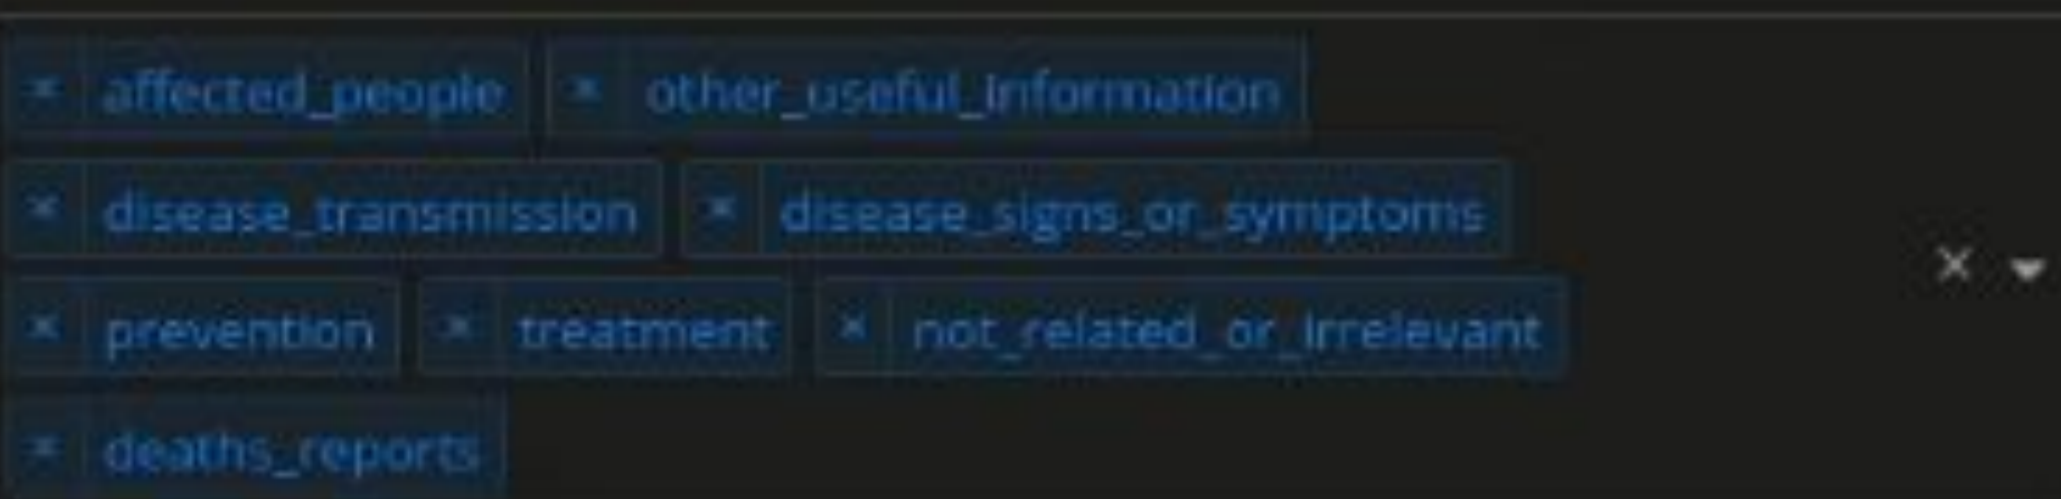 × affected_people × other_useful_information
× disease_transmission × disease_signs_or_symptoms
× prevention × treatment × not_related_or_irrelevant
× deaths_reports